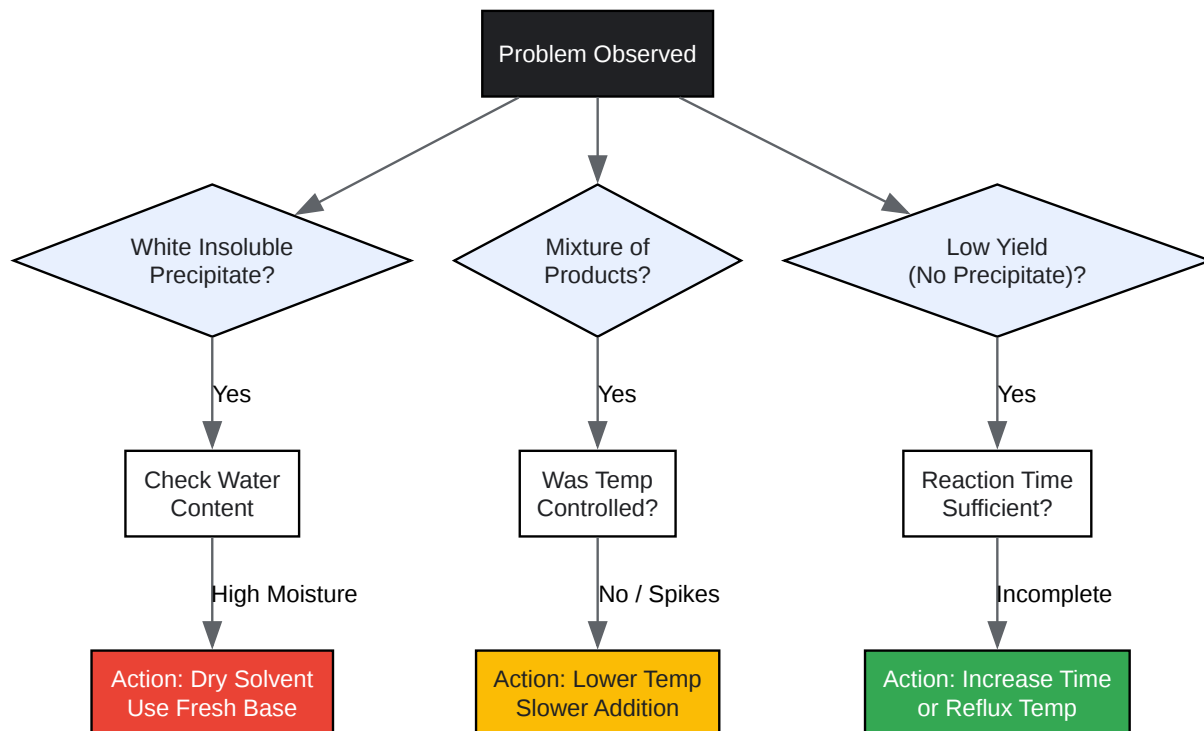 Problem Observed
White Insoluble
Precipitate?
Mixture of
Products?
Low Yield
(No Precipitate)?
Yes
Yes
Yes
Check Water
Content
Was Temp
Controlled?
Reaction Time
Sufficient?
High Moisture
No / Spikes
Incomplete
Action: Dry Solvent
Use Fresh Base
Action: Lower Temp
Slower Addition
Action: Increase Time
or Reflux Temp